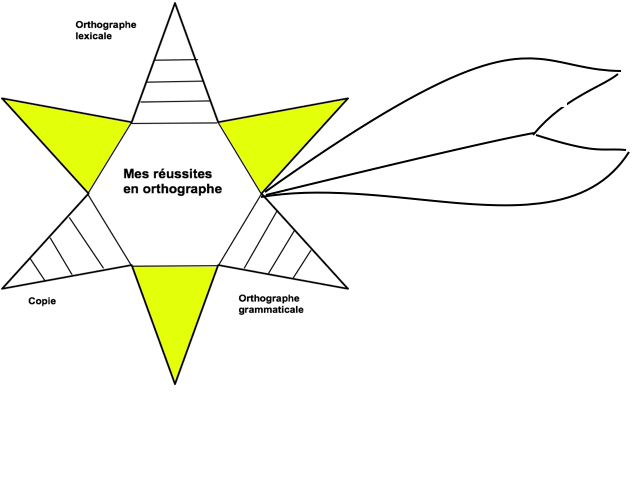 Orthographe
lexicale
Mes réussites
en orthographe
Copie
Orthographe
grammaticale